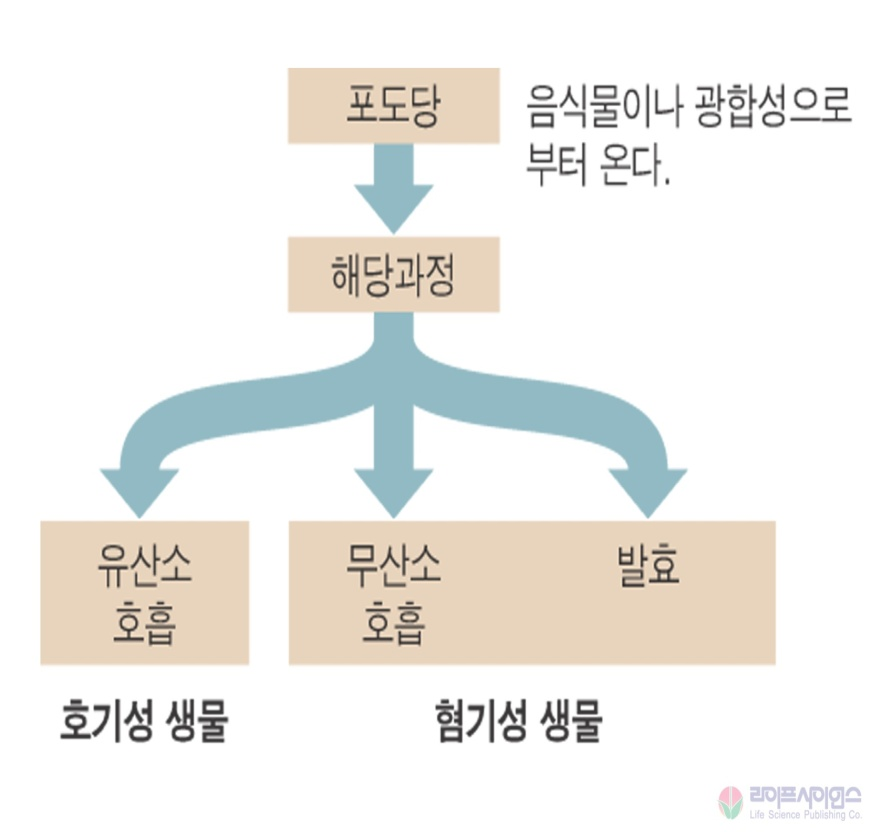 포도당
음식물이나 광합성으로
부터 온다.
해당과정
유산소
호흡
무산소
호흡
발효
호기성 생물
혐기성 생물
라이프사이언스
Life Science Publishing Co.